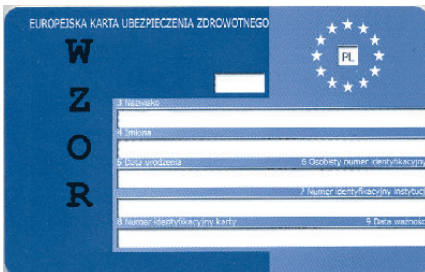 EUROPEJSKA KARTA UBEZPIECZENIA ZDROWOTNEGO
PL
WZOR
3 Nazwisko
4 Imiona
5 Data urodzenia 6 Osobisty numer identyfikacyjny
7 Numer identyfikacyjny instytucji
8 Numer identyfikacyjny karty 9 Data ważności